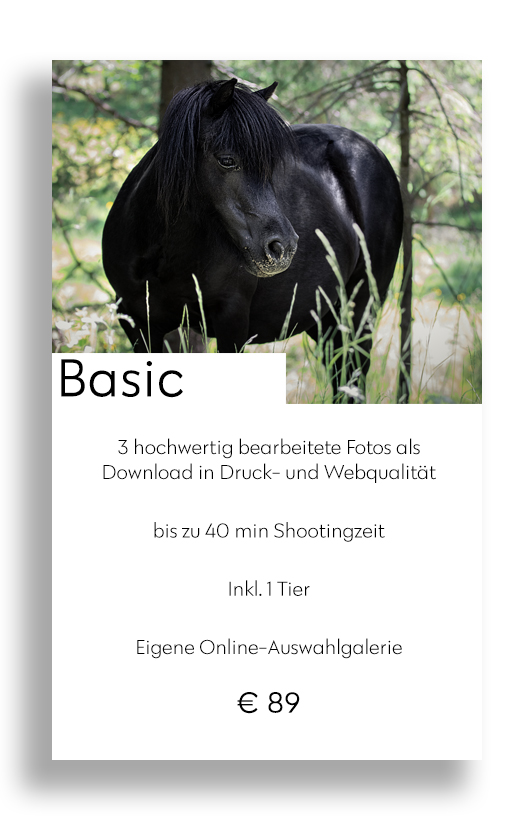 Basic
3 hochwertig bearbeitete Fotos als
Download in Druck- und Webqualität
bis zu 40 min Shootingzeit
Inkl. 1 Tier
Eigene Online-Auswahlgalerie
€ 89